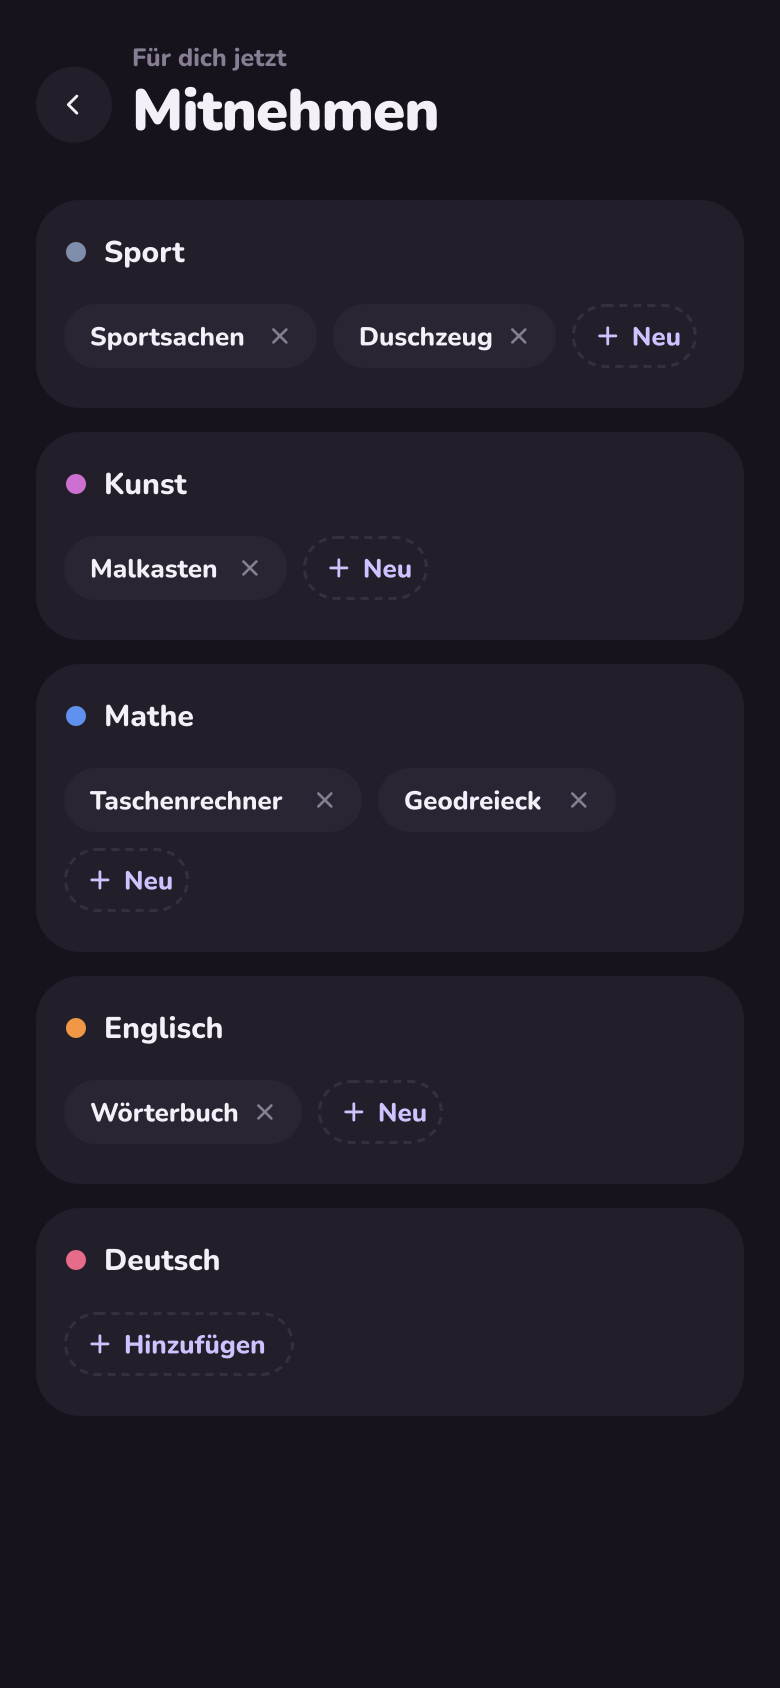 Für dich jetzt
Mitnehmen
Sport
Sportsachen × Duschzeug × + Neu
Kunst
Malkasten × + Neu
Mathe
Taschenrechner × Geodreieck ×
+ Neu
Englisch
Wörterbuch × + Neu
Deutsch
+ Hinzufügen